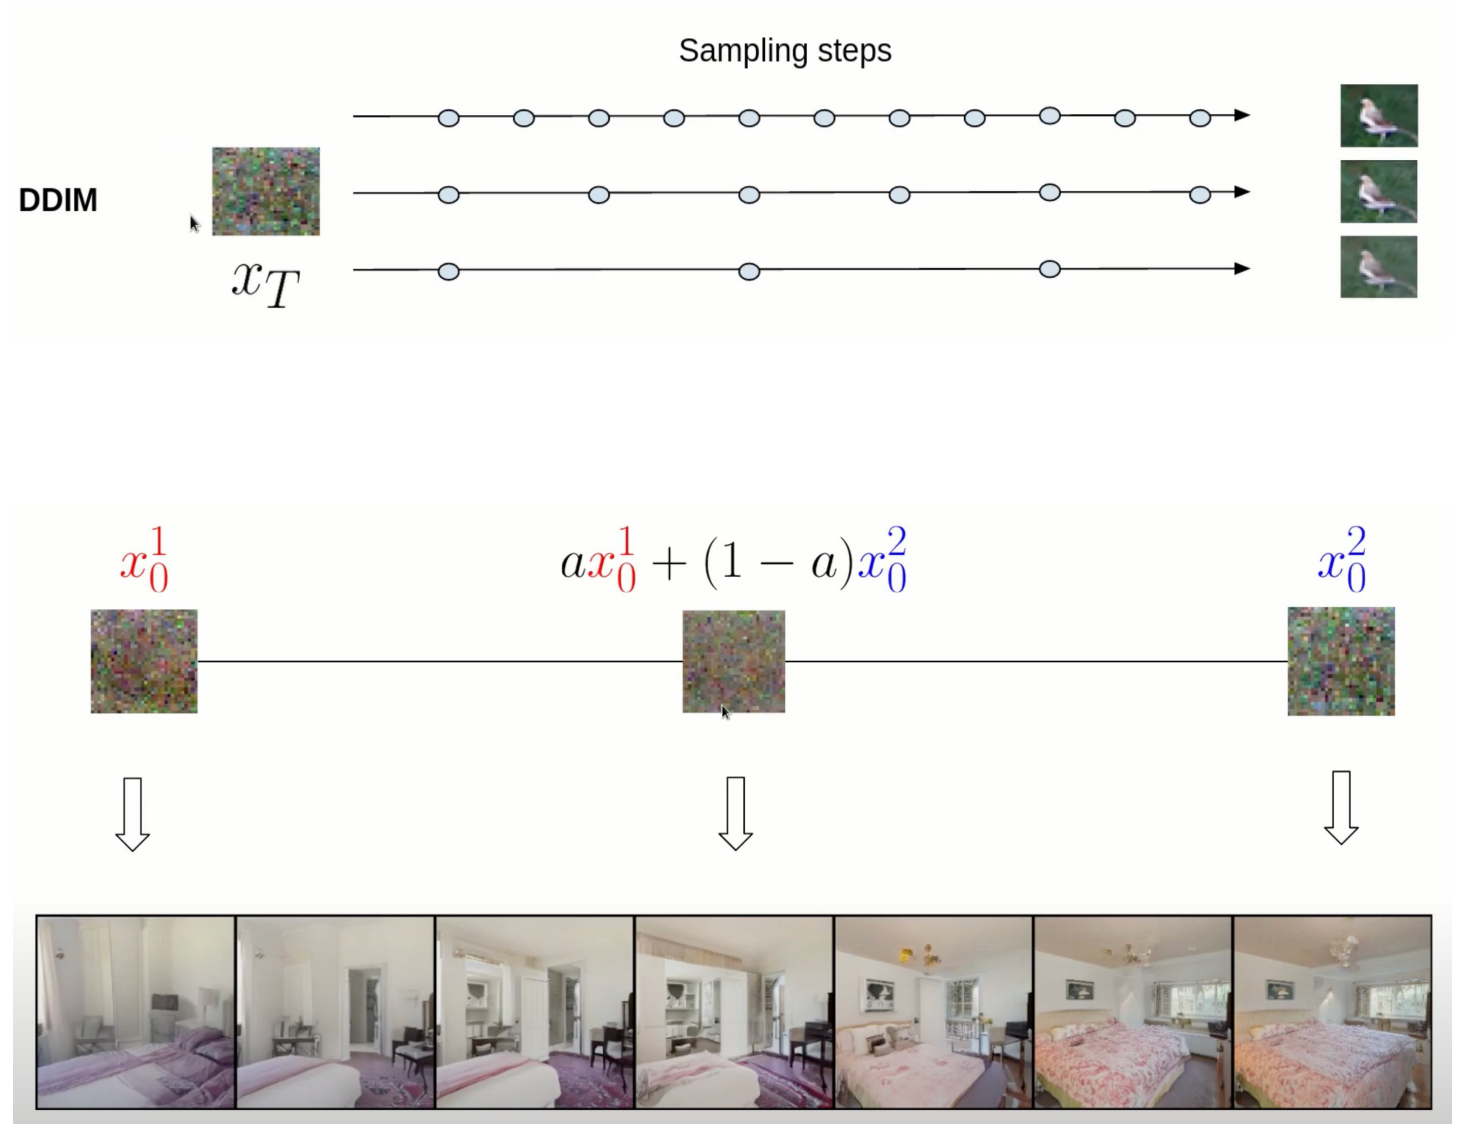 Sampling steps
DDIM
x_T
x_0^1
ax_0^1 + (1 − a)x_0^2
x_0^2